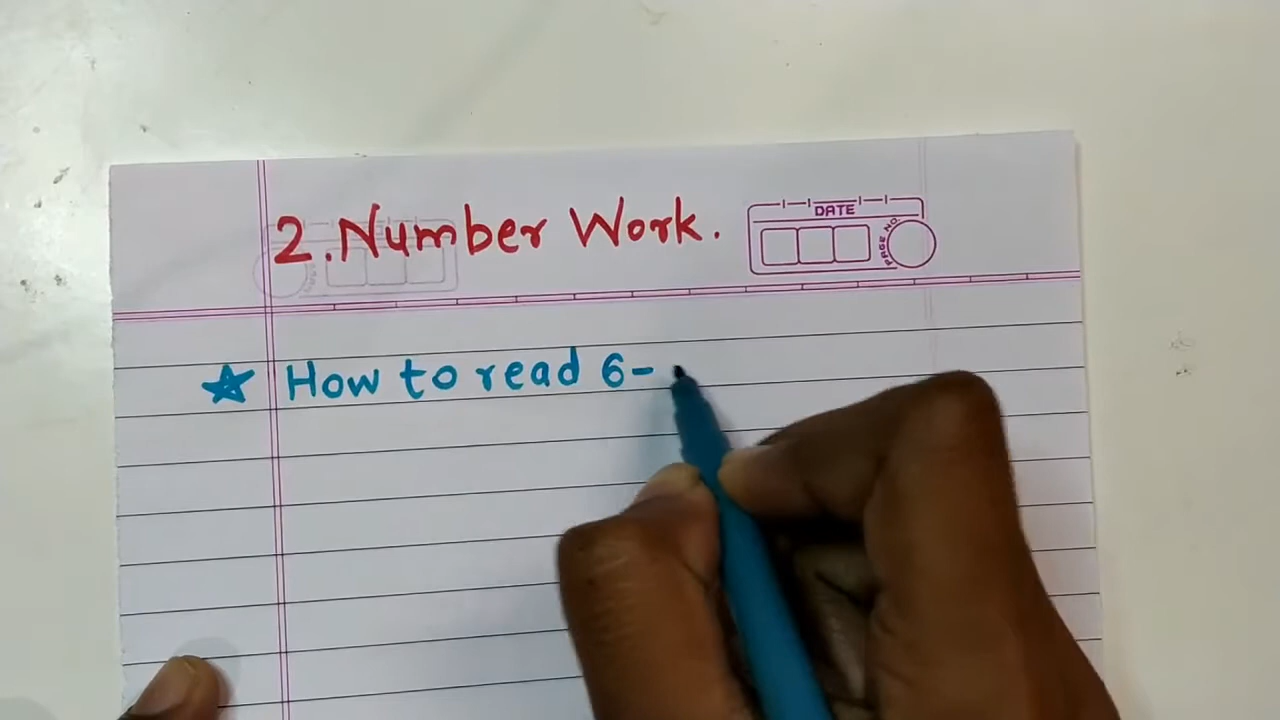 2. Number Work.
DATE
PAGE NO.
☆ How to read 6-